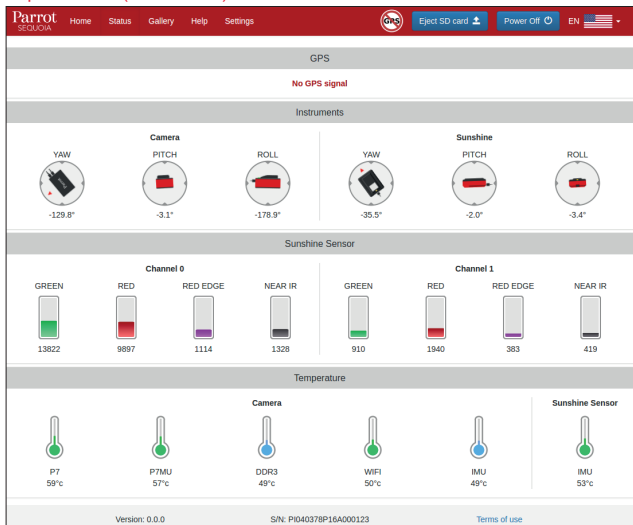 Parrot
SEQUOIA
Home Status Gallery Help Settings GPS Eject SD card Power Off EN
GPS
No GPS signal
Instruments
Camera Sunshine
YAW PITCH ROLL YAW PITCH ROLL
-129.8° -3.1° -178.9° -35.5° -2.0° -3.4°
Sunshine Sensor
Channel 0 Channel 1
GREEN RED RED EDGE NEAR IR GREEN RED RED EDGE NEAR IR
13822 9897 1114 1328 910 1940 383 419
Temperature
Camera Sunshine Sensor
P7 P7MU DDR3 WIFI IMU IMU
59°c 57°c 49°c 50°c 49°c 53°c
Version: 0.0.0 S/N: PI040378P16A000123 Terms of use